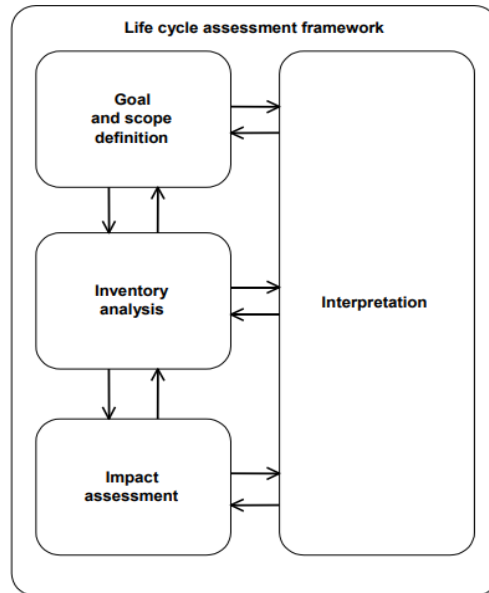 Life cycle assessment framework
Goal
and scope
definition
Inventory
analysis
Interpretation
Impact
assessment